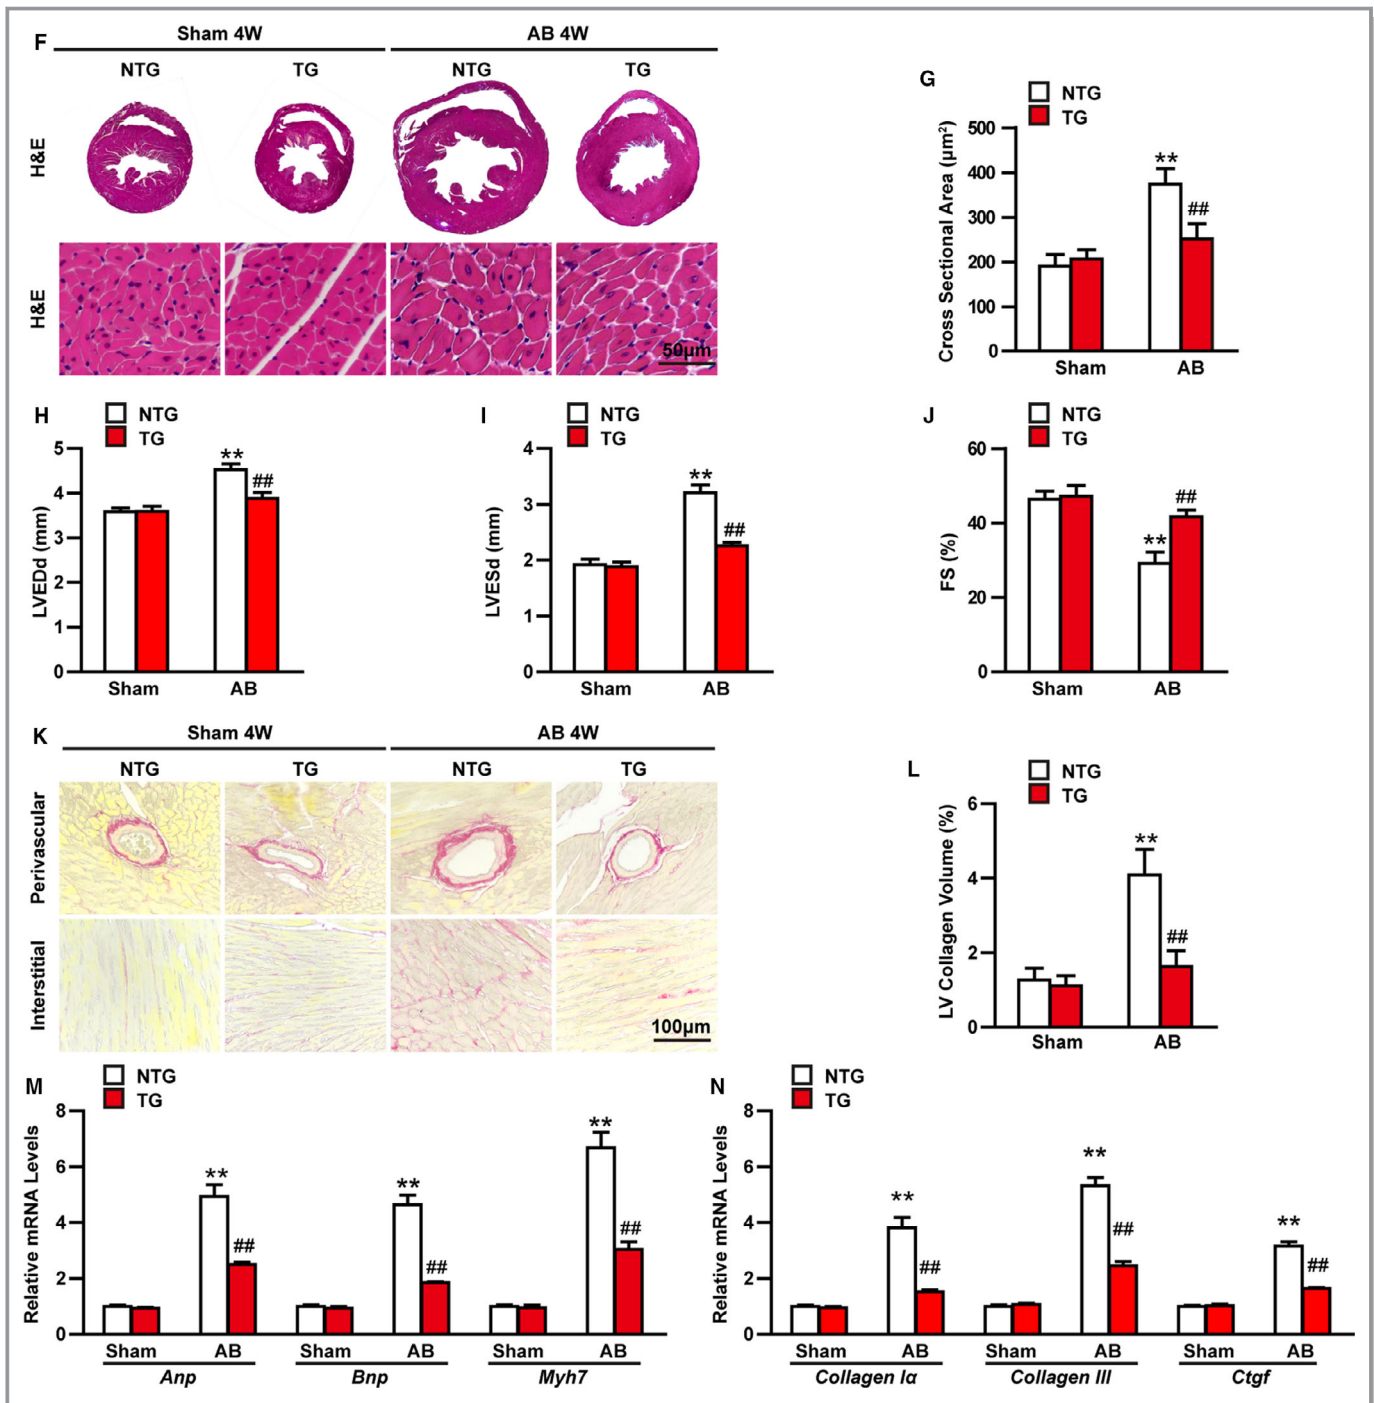 F
Sham 4W
AB 4W
NTG
TG
NTG
TG
H&E
H&E
50μm
G
NTG
TG
Cross Sectional Area (μm²)
500
400
300
200
100
0
**
##
Sham
AB
H
NTG
TG
LVEDd (mm)
5
4
3
2
1
0
**
##
Sham
AB
I
NTG
TG
LVESd (mm)
4
3
2
1
0
**
##
Sham
AB
J
NTG
TG
FS (%)
60
40
20
0
**
##
Sham
AB
K
Sham 4W
AB 4W
NTG
TG
NTG
TG
Perivascular
Interstitial
100μm
L
NTG
TG
LV Collagen Volume (%)
6
4
2
0
**
##
Sham
AB
M
NTG
TG
Relative mRNA Levels
8
6
4
2
0
**
##
**
##
**
##
Sham
AB
Sham
AB
Sham
AB
Anp
Bnp
Myh7
N
NTG
TG
Relative mRNA Levels
8
6
4
2
0
**
##
**
##
**
##
Sham
AB
Sham
AB
Sham
AB
Collagen Iα
Collagen III
Ctgf